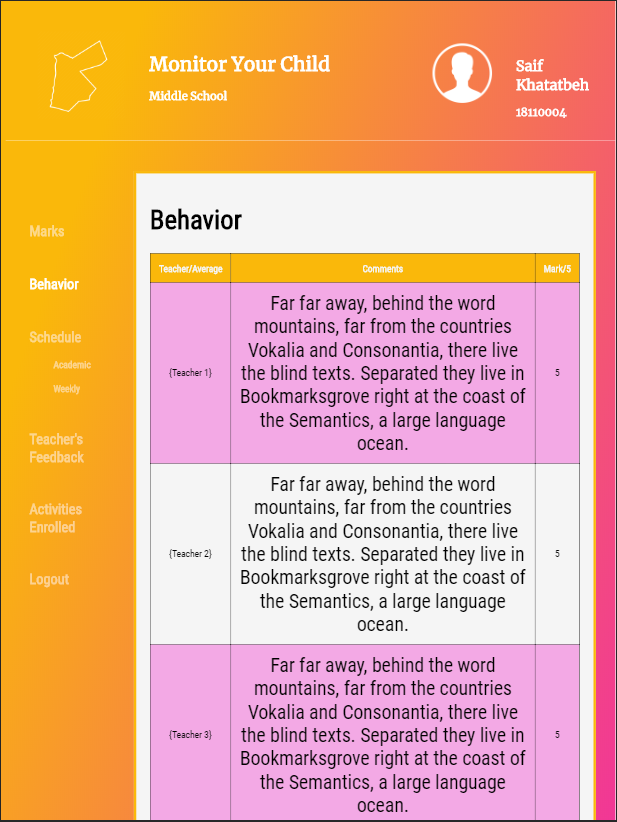 Monitor Your Child
Middle School
Saif
Khatatbeh
18110004
Marks
Behavior
Schedule
Academic
Weekly
Teacher's
Feedback
Activities
Enrolled
Logout
Behavior
Teacher/Average Comments Mark/5
{Teacher 1}
Far far away, behind the word
mountains, far from the countries
Vokalia and Consonantia, there live
the blind texts. Separated they live in
Bookmarksgrove right at the coast of
the Semantics, a large language
ocean.
5
{Teacher 2}
Far far away, behind the word
mountains, far from the countries
Vokalia and Consonantia, there live
the blind texts. Separated they live in
Bookmarksgrove right at the coast of
the Semantics, a large language
ocean.
5
{Teacher 3}
Far far away, behind the word
mountains, far from the countries
Vokalia and Consonantia, there live
the blind texts. Separated they live in
Bookmarksgrove right at the coast of
the Semantics, a large language
ocean.
5